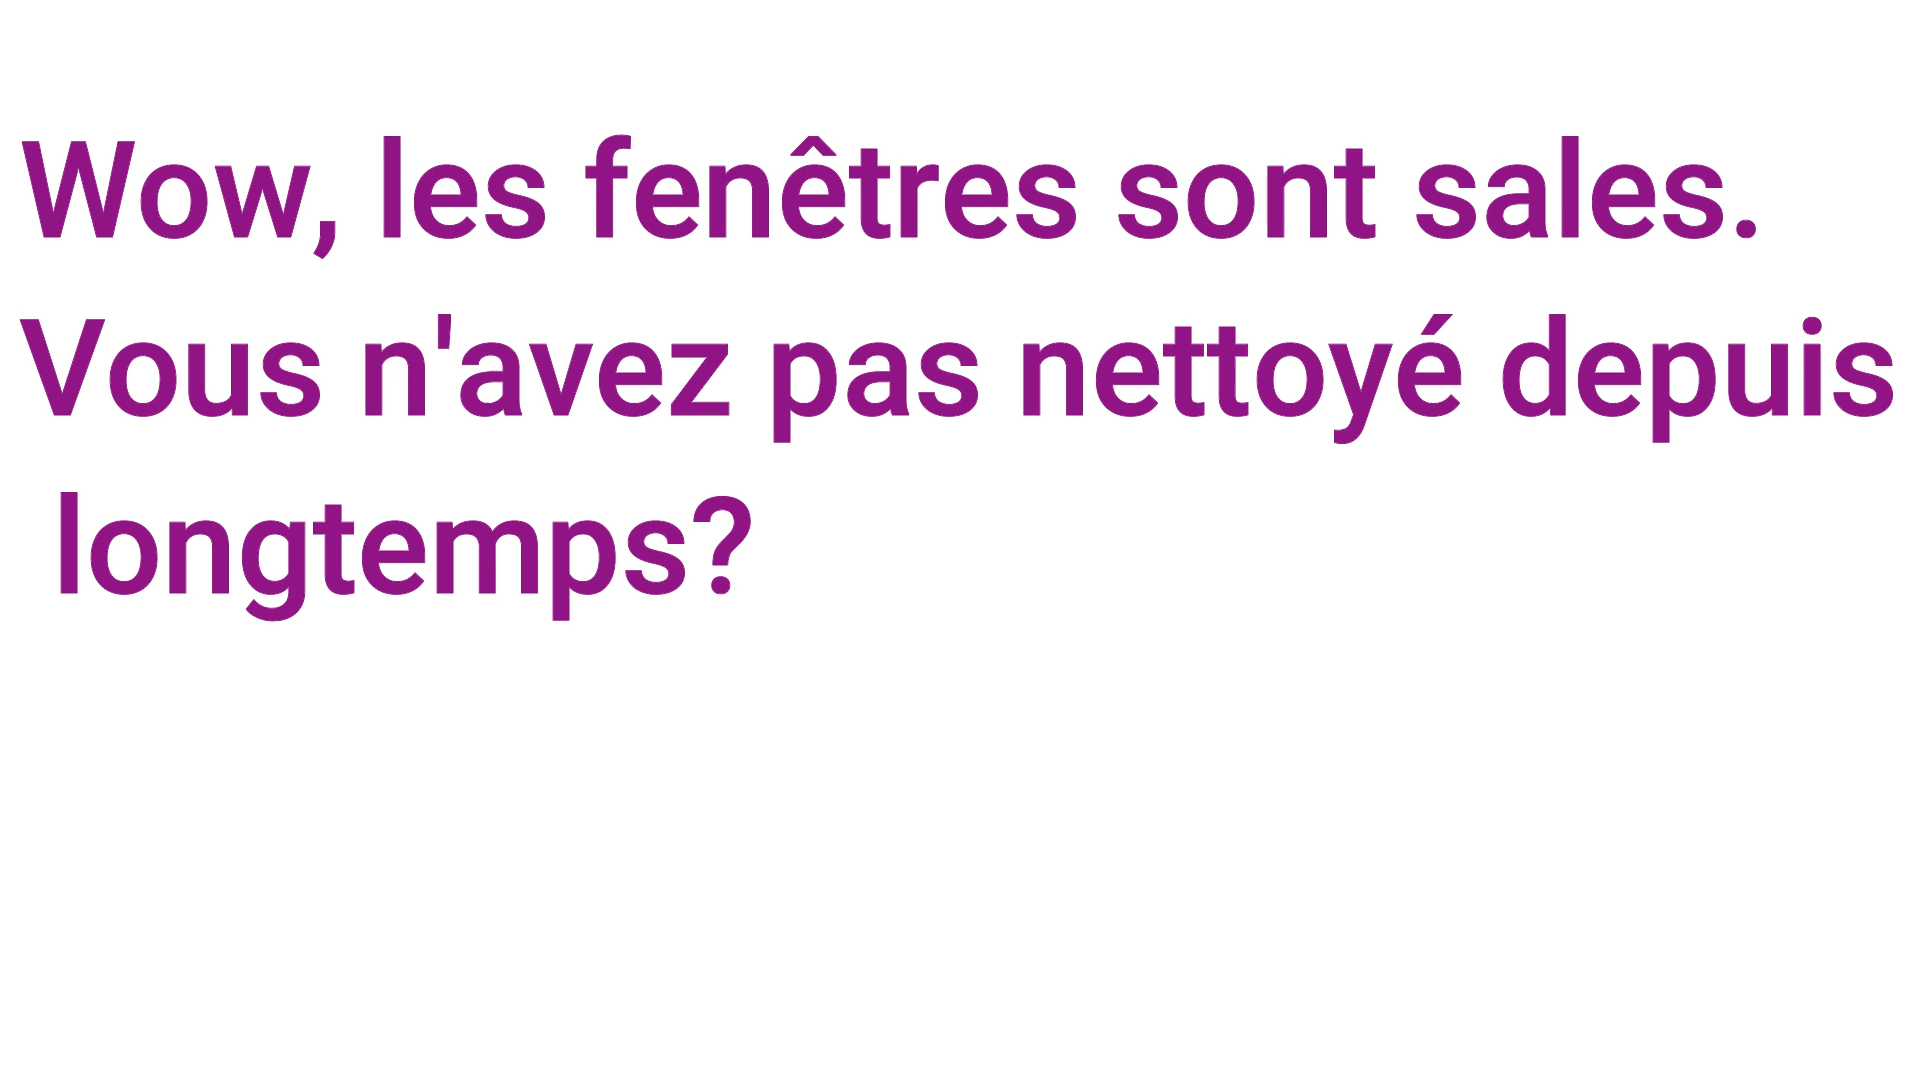 Wow, les fenêtres sont sales.
Vous n'avez pas nettoyé depuis
longtemps?